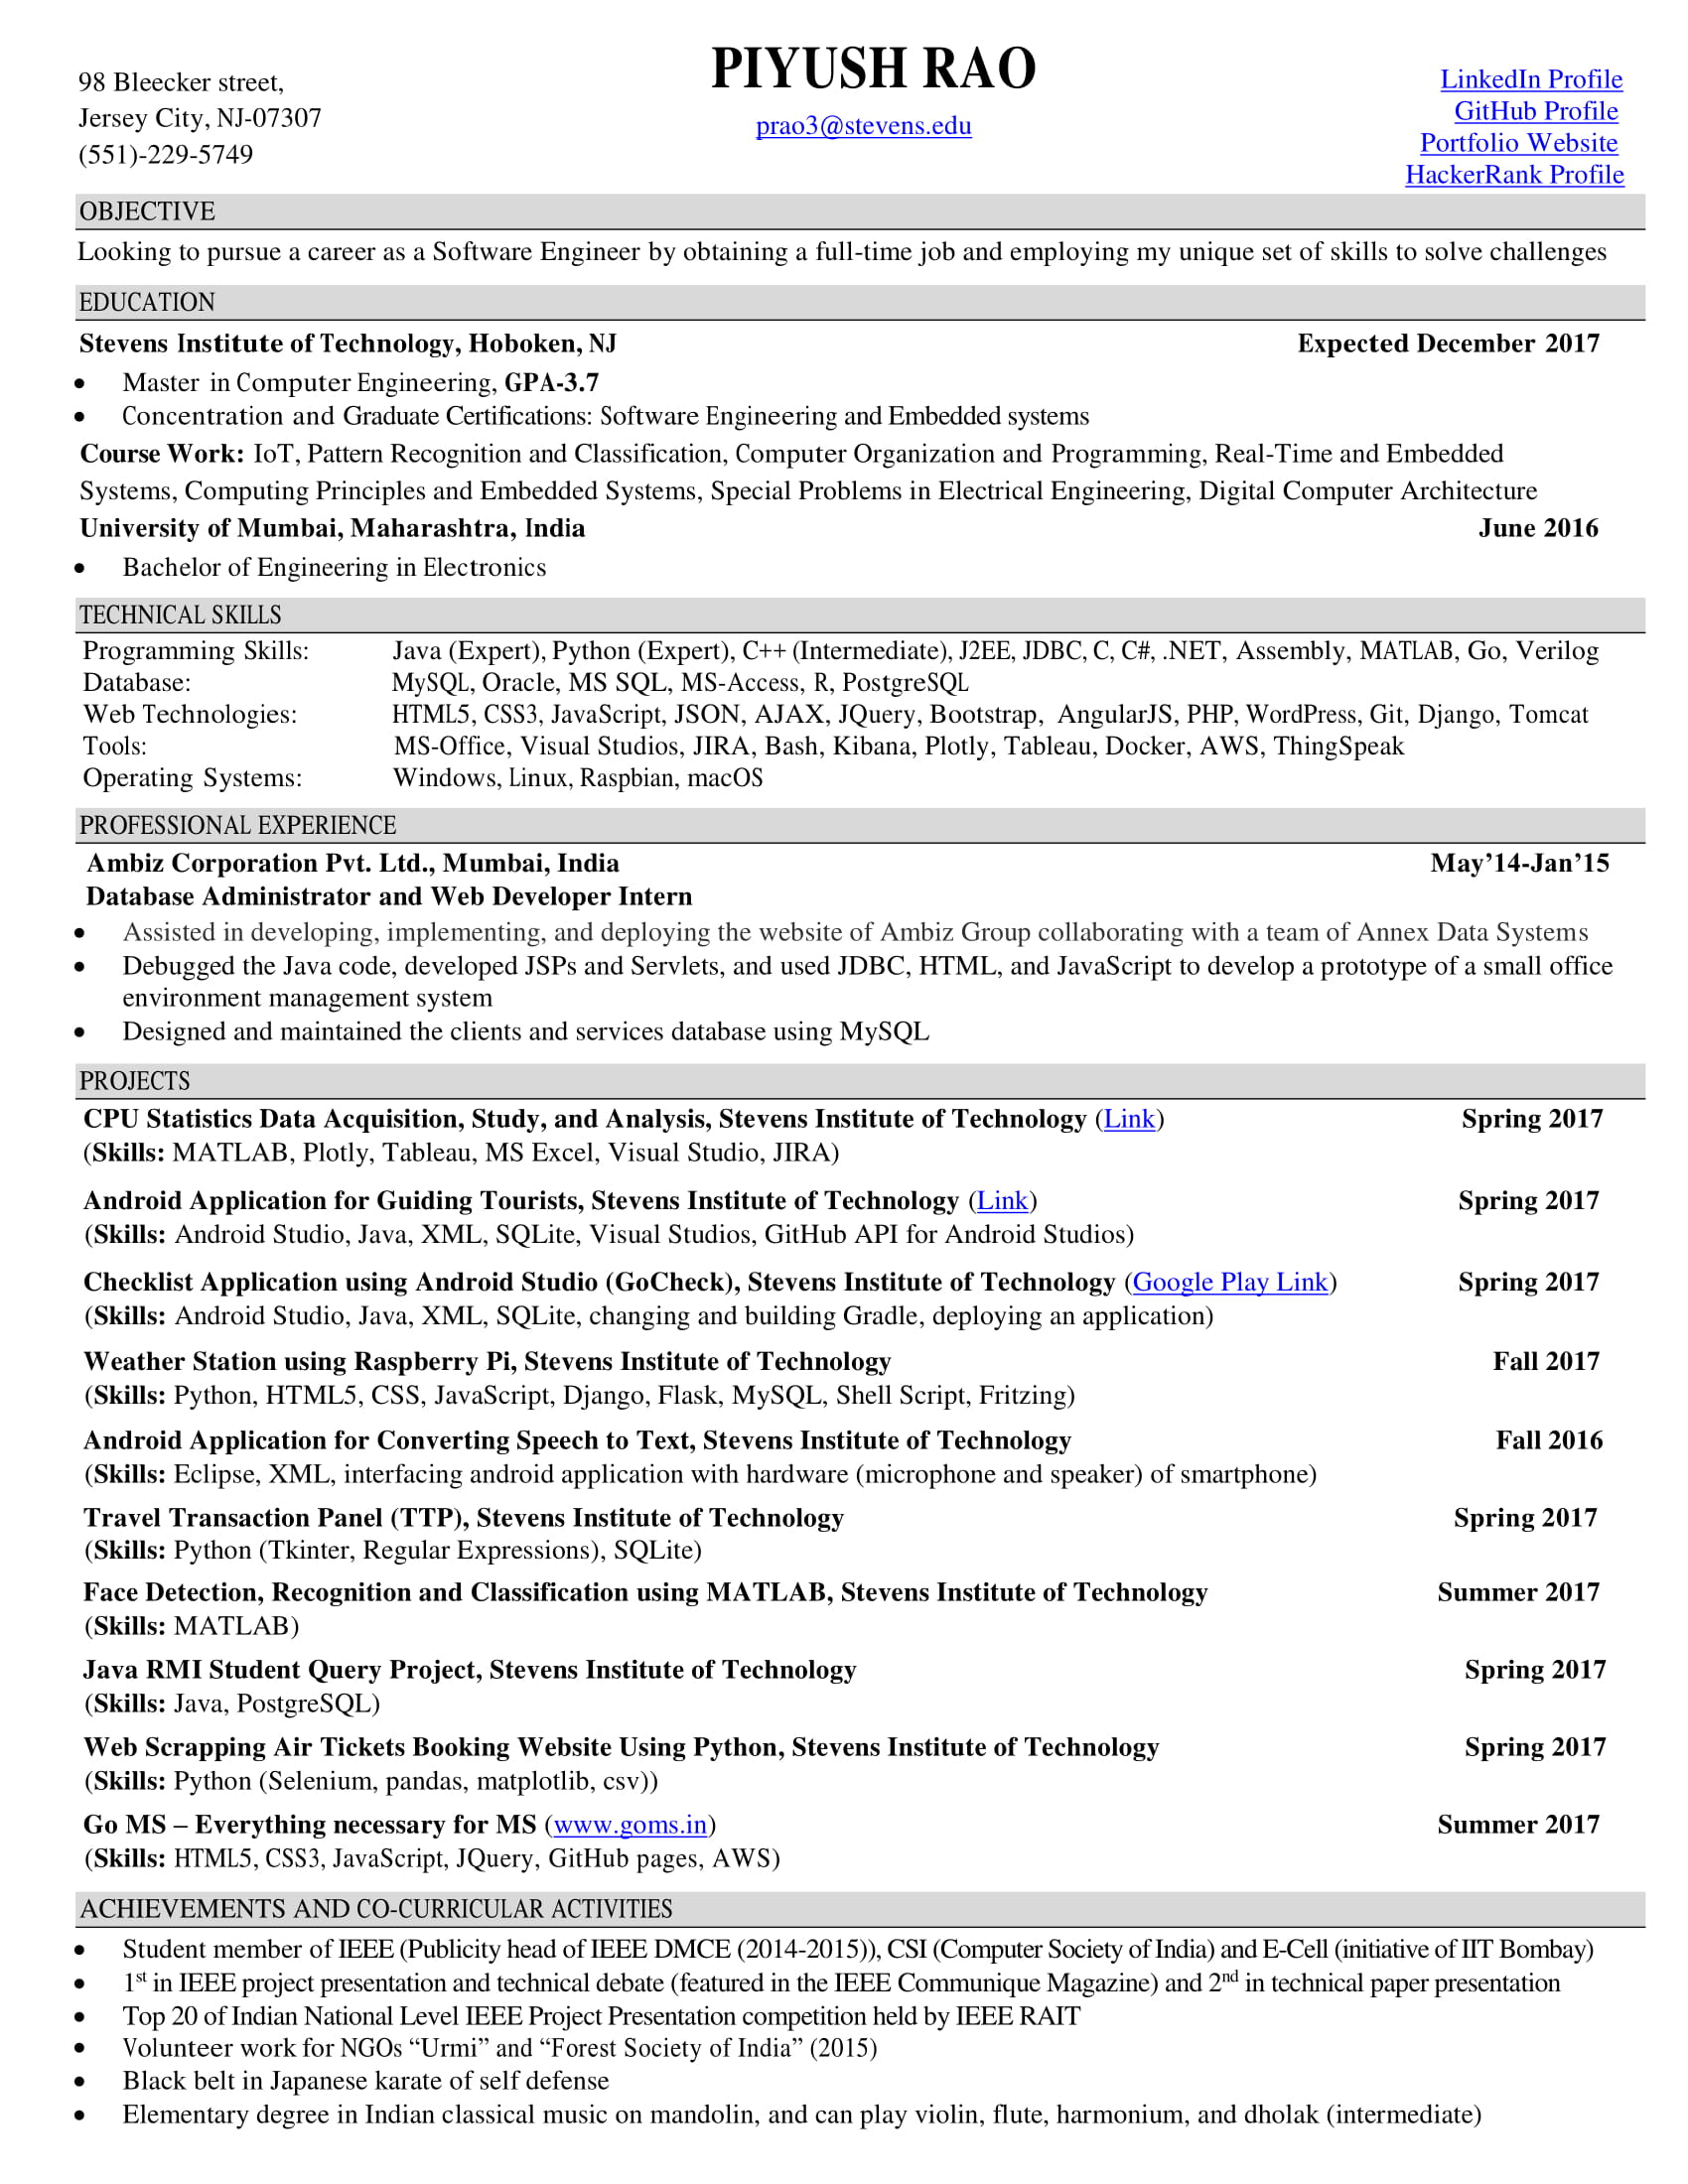 PIYUSH RAO
98 Bleecker street,
Jersey City, NJ-07307
(551)-229-5749
prao3@stevens.edu
LinkedIn Profile
GitHub Profile
Portfolio Website
HackerRank Profile
OBJECTIVE
Looking to pursue a career as a Software Engineer by obtaining a full-time job and employing my unique set of skills to solve challenges
EDUCATION
Stevens Institute of Technology, Hoboken, NJ Expected December 2017
• Master in Computer Engineering, GPA-3.7
• Concentration and Graduate Certifications: Software Engineering and Embedded systems
Course Work: IoT, Pattern Recognition and Classification, Computer Organization and Programming, Real-Time and Embedded
Systems, Computing Principles and Embedded Systems, Special Problems in Electrical Engineering, Digital Computer Architecture
University of Mumbai, Maharashtra, India June 2016
• Bachelor of Engineering in Electronics
TECHNICAL SKILLS
Programming Skills: Java (Expert), Python (Expert), C++ (Intermediate), J2EE, JDBC, C, C#, .NET, Assembly, MATLAB, Go, Verilog
Database: MySQL, Oracle, MS SQL, MS-Access, R, PostgreSQL
Web Technologies: HTML5, CSS3, JavaScript, JSON, AJAX, JQuery, Bootstrap, AngularJS, PHP, WordPress, Git, Django, Tomcat
Tools: MS-Office, Visual Studios, JIRA, Bash, Kibana, Plotly, Tableau, Docker, AWS, ThingSpeak
Operating Systems: Windows, Linux, Raspbian, macOS
PROFESSIONAL EXPERIENCE
Ambiz Corporation Pvt. Ltd., Mumbai, India May’14-Jan’15
Database Administrator and Web Developer Intern
• Assisted in developing, implementing, and deploying the website of Ambiz Group collaborating with a team of Annex Data Systems
• Debugged the Java code, developed JSPs and Servlets, and used JDBC, HTML, and JavaScript to develop a prototype of a small office
environment management system
• Designed and maintained the clients and services database using MySQL
PROJECTS
CPU Statistics Data Acquisition, Study, and Analysis, Stevens Institute of Technology (Link) Spring 2017
(Skills: MATLAB, Plotly, Tableau, MS Excel, Visual Studio, JIRA)
Android Application for Guiding Tourists, Stevens Institute of Technology (Link) Spring 2017
(Skills: Android Studio, Java, XML, SQLite, Visual Studios, GitHub API for Android Studios)
Checklist Application using Android Studio (GoCheck), Stevens Institute of Technology (Google Play Link) Spring 2017
(Skills: Android Studio, Java, XML, SQLite, changing and building Gradle, deploying an application)
Weather Station using Raspberry Pi, Stevens Institute of Technology Fall 2017
(Skills: Python, HTML5, CSS, JavaScript, Django, Flask, MySQL, Shell Script, Fritzing)
Android Application for Converting Speech to Text, Stevens Institute of Technology Fall 2016
(Skills: Eclipse, XML, interfacing android application with hardware (microphone and speaker) of smartphone)
Travel Transaction Panel (TTP), Stevens Institute of Technology Spring 2017
(Skills: Python (Tkinter, Regular Expressions), SQLite)
Face Detection, Recognition and Classification using MATLAB, Stevens Institute of Technology Summer 2017
(Skills: MATLAB)
Java RMI Student Query Project, Stevens Institute of Technology Spring 2017
(Skills: Java, PostgreSQL)
Web Scrapping Air Tickets Booking Website Using Python, Stevens Institute of Technology Spring 2017
(Skills: Python (Selenium, pandas, matplotlib, csv))
Go MS – Everything necessary for MS (www.goms.in) Summer 2017
(Skills: HTML5, CSS3, JavaScript, JQuery, GitHub pages, AWS)
ACHIEVEMENTS AND CO-CURRICULAR ACTIVITIES
• Student member of IEEE (Publicity head of IEEE DMCE (2014-2015)), CSI (Computer Society of India) and E-Cell (initiative of IIT Bombay)
• 1st in IEEE project presentation and technical debate (featured in the IEEE Communique Magazine) and 2nd in technical paper presentation
• Top 20 of Indian National Level IEEE Project Presentation competition held by IEEE RAIT
• Volunteer work for NGOs “Urmi” and “Forest Society of India” (2015)
• Black belt in Japanese karate of self defense
• Elementary degree in Indian classical music on mandolin, and can play violin, flute, harmonium, and dholak (intermediate)